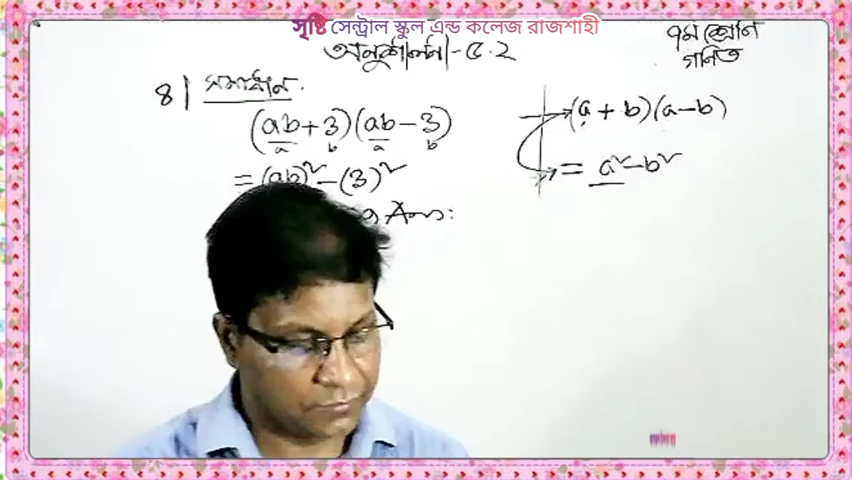 সৃষ্টি সেন্ট্রাল স্কুল এন্ড কলেজ রাজশাহী
অনুশীলনী-৫.২
৭ম শ্রেণি
গণিত
৪| সমাধান.
(ab+3)(ab-3)
a b a b
= (ab)² - (3)²
9 Ans:
(a+b)(a-b)
= a²-b²